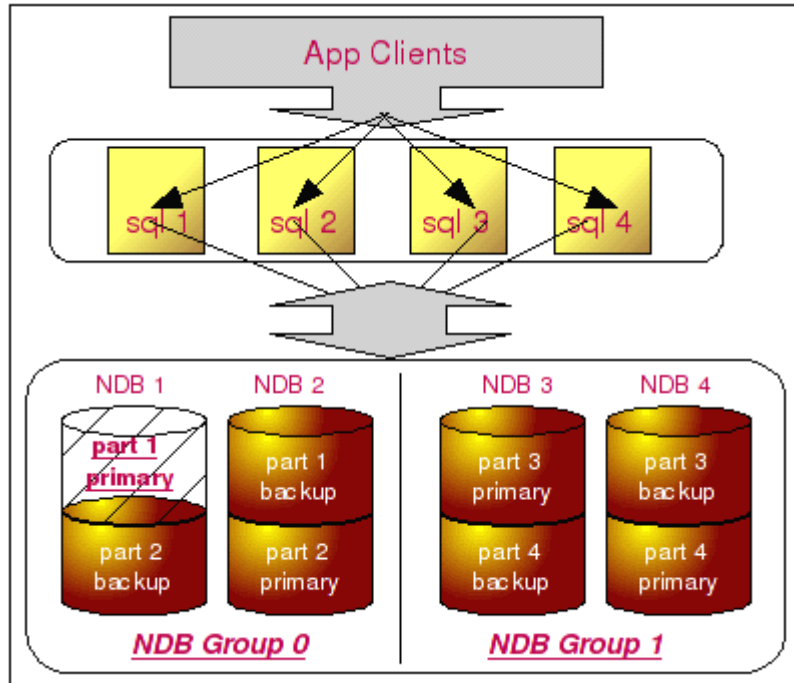 App Clients
sql 1
sql 2
sql 3
sql 4
NDB 1
NDB 2
NDB 3
NDB 4
part 1
primary
part 2
backup
part 1
backup
part 2
primary
part 3
primary
part 4
backup
part 3
backup
part 4
primary
NDB Group 0
NDB Group 1